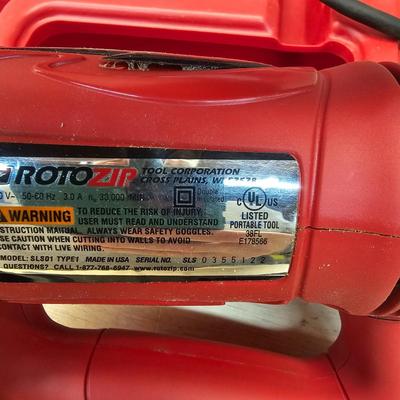 ROTOZIP TOOL CORPORATION
CROSS PLAINS, WI
V~ 50-60 Hz 3.0 A n₀ 30,000 Double Insulated
WARNING TO REDUCE THE RISK OF INJURY,
USER MUST READ AND UNDERSTAND
INSTRUCTION MANUAL. ALWAYS WEAR SAFETY GOGGLES.
USE CAUTION WHEN CUTTING INTO WALLS TO AVOID
CONTACT WITH LIVE WIRING.
MODEL: SLS01 TYPE1 MADE IN USA SERIAL NO. SLS 0355122
QUESTIONS? CALL 1-877-768-6947 www.rotozip.com
C UL US
LISTED
PORTABLE TOOL
38FL
E178566